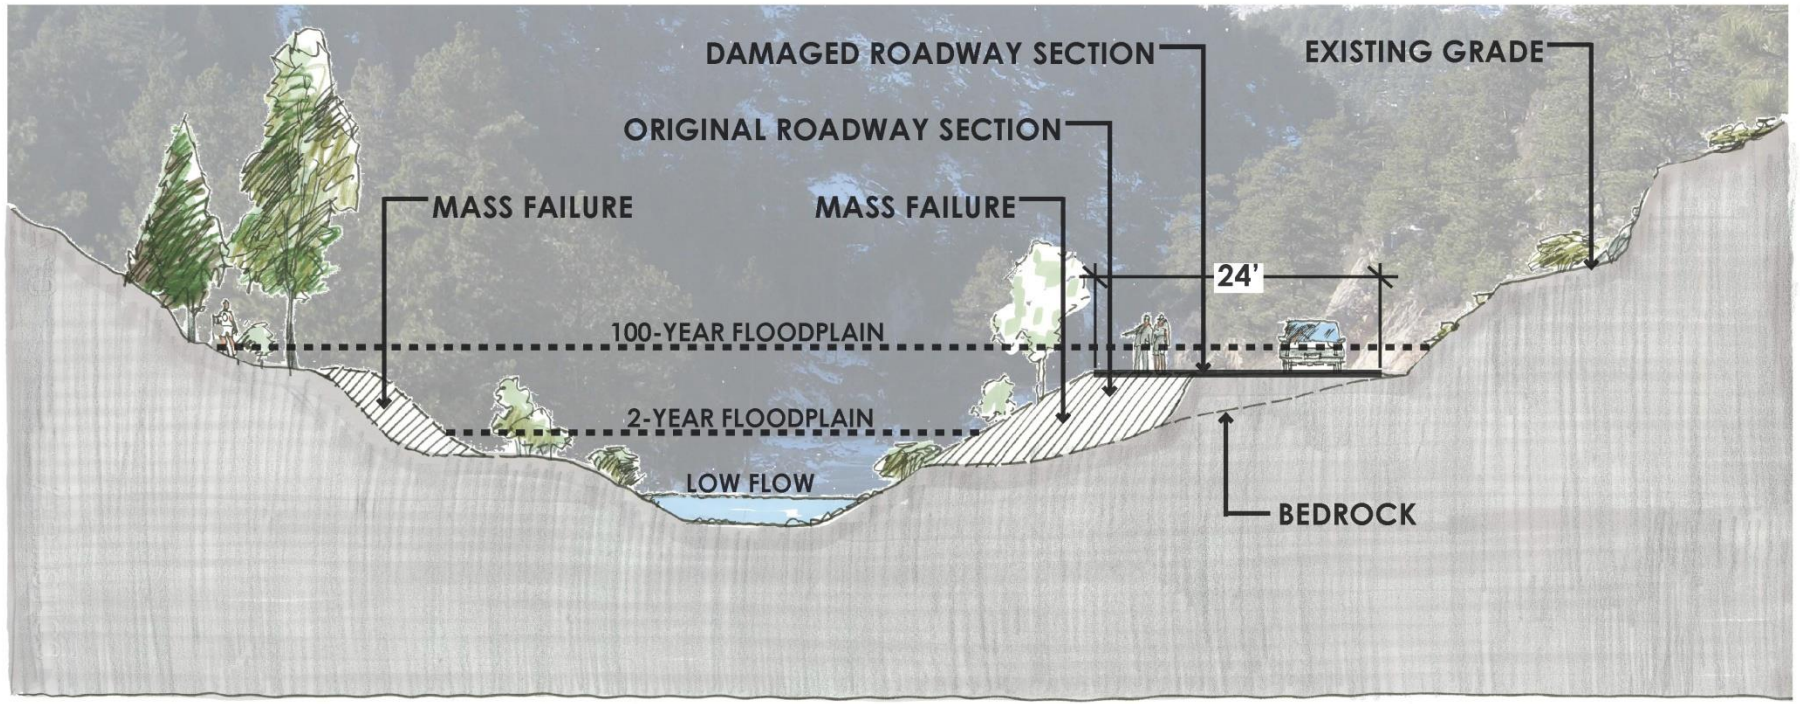 DAMAGED ROADWAY SECTION
EXISTING GRADE
ORIGINAL ROADWAY SECTION
MASS FAILURE
MASS FAILURE
24'
100-YEAR FLOODPLAIN
2-YEAR FLOODPLAIN
LOW FLOW
BEDROCK